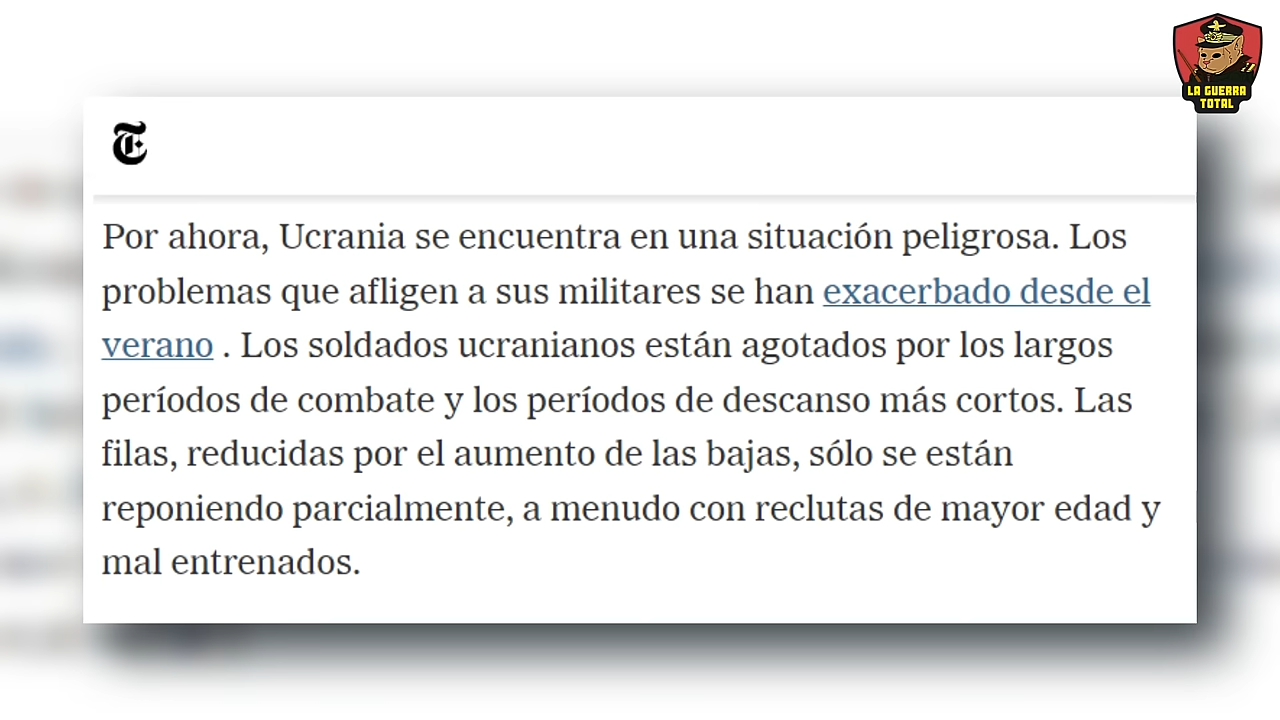 LA GUERRA
TOTAL
T
Por ahora, Ucrania se encuentra en una situación peligrosa. Los
problemas que afligen a sus militares se han exacerbado desde el
verano . Los soldados ucranianos están agotados por los largos
períodos de combate y los períodos de descanso más cortos. Las
filas, reducidas por el aumento de las bajas, sólo se están
reponiendo parcialmente, a menudo con reclutas de mayor edad y
mal entrenados.